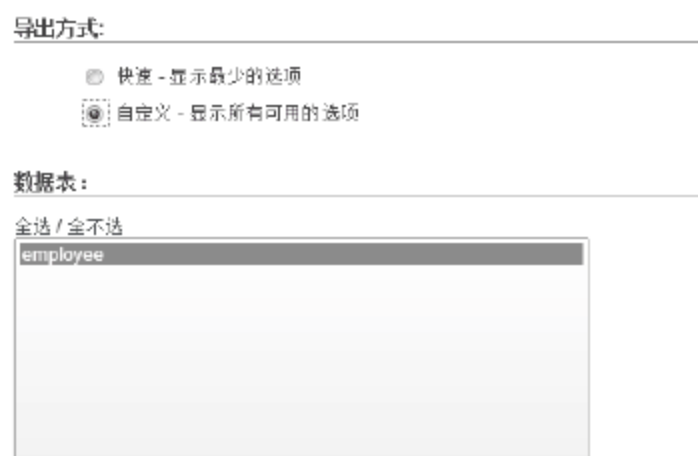 导出方式:
快速 - 显示最少的选项
自定义 - 显示所有可用的选项
数据表：
全选 / 全不选
employee